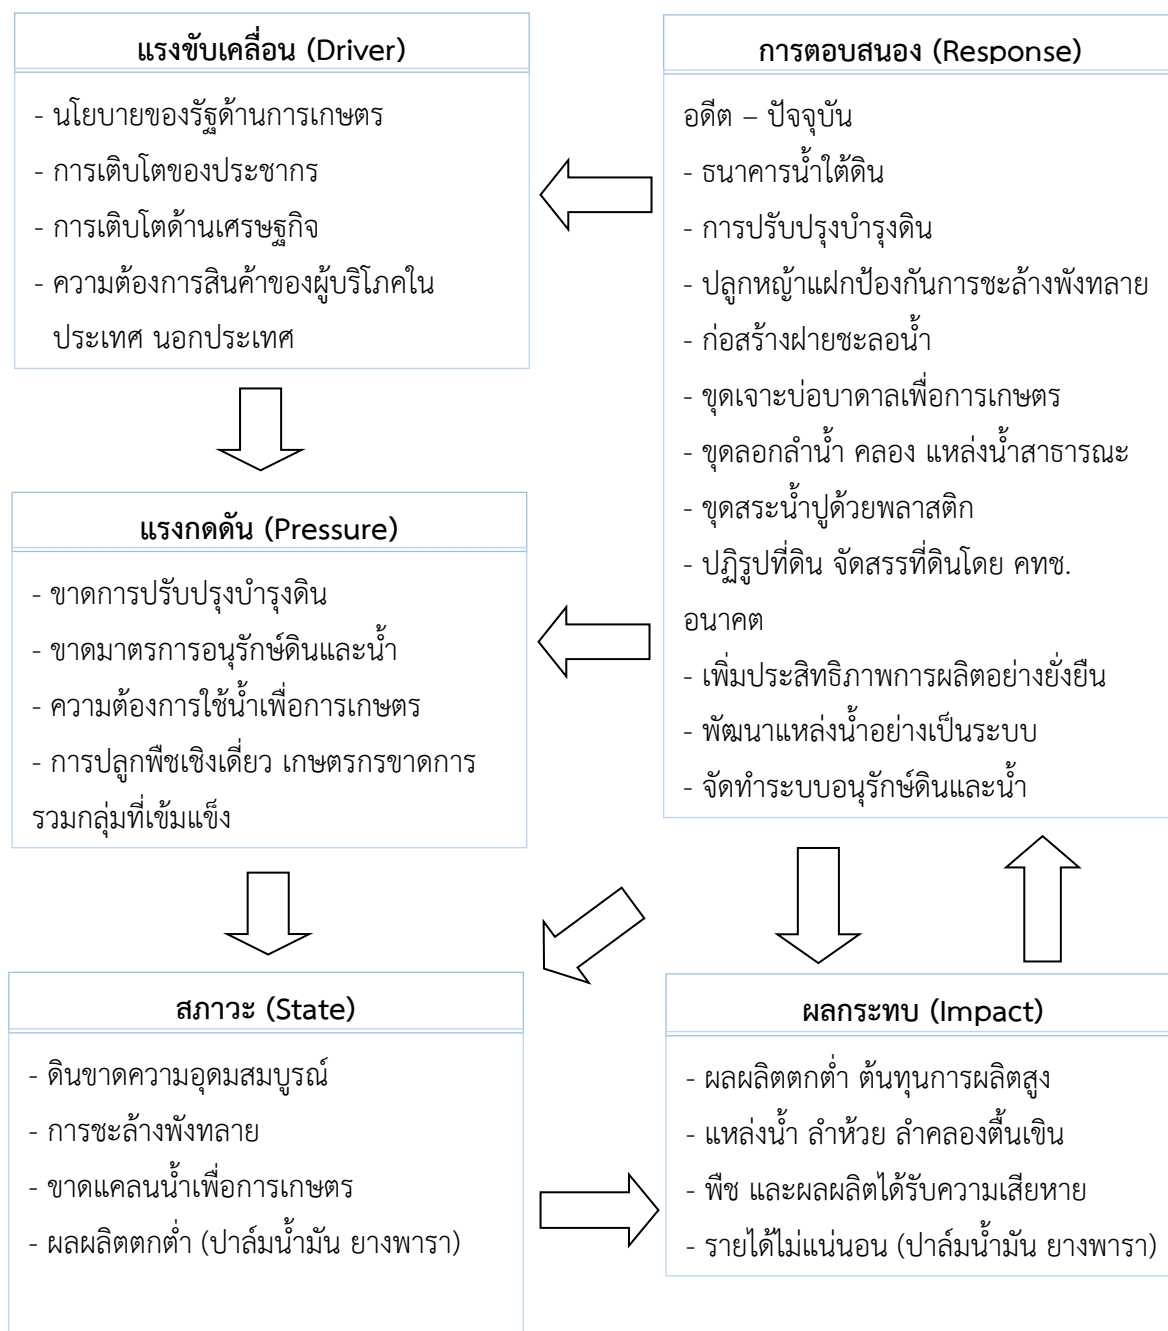 แรงขับเคลื่อน (Driver)
- นโยบายของรัฐด้านการเกษตร
- การเติบโตของประชากร
- การเติบโตด้านเศรษฐกิจ
- ความต้องการสินค้าของผู้บริโภคใน
ประเทศ นอกประเทศ
แรงกดดัน (Pressure)
- ขาดการปรับปรุงบำรุงดิน
- ขาดมาตรการอนุรักษ์ดินและน้ำ
- ความต้องการใช้น้ำเพื่อการเกษตร
- การปลูกพืชเชิงเดี่ยว เกษตรกรขาดการ
รวมกลุ่มที่เข้มแข็ง
สภาวะ (State)
- ดินขาดความอุดมสมบูรณ์
- การชะล้างพังทลาย
- ขาดแคลนน้ำเพื่อการเกษตร
- ผลผลิตตกต่ำ (ปาล์มน้ำมัน ยางพารา)
การตอบสนอง (Response)
อดีต – ปัจจุบัน
- ธนาคารน้ำใต้ดิน
- การปรับปรุงบำรุงดิน
- ปลูกหญ้าแฝกป้องกันการชะล้างพังทลาย
- ก่อสร้างฝายชะลอน้ำ
- ขุดเจาะบ่อบาดาลเพื่อการเกษตร
- ขุดลอกลำน้ำ คลอง แหล่งน้ำสาธารณะ
- ขุดสระน้ำปูด้วยพลาสติก
- ปฏิรูปที่ดิน จัดสรรที่ดินโดย คทช.
อนาคต
- เพิ่มประสิทธิภาพการผลิตอย่างยั่งยืน
- พัฒนาแหล่งน้ำอย่างเป็นระบบ
- จัดทำระบบอนุรักษ์ดินและน้ำ
ผลกระทบ (Impact)
- ผลผลิตตกต่ำ ต้นทุนการผลิตสูง
- แหล่งน้ำ ลำห้วย ลำคลองตื้นเขิน
- พืช และผลผลิตได้รับความเสียหาย
- รายได้ไม่แน่นอน (ปาล์มน้ำมัน ยางพารา)